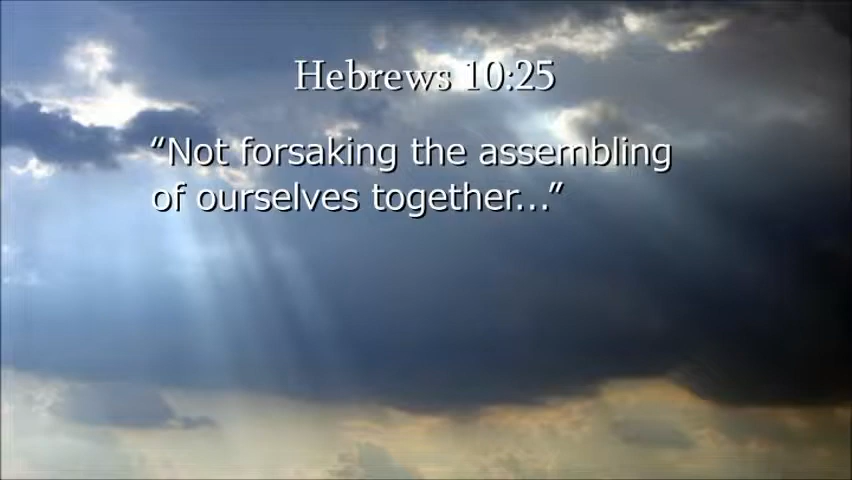 Hebrews 10:25
“Not forsaking the assembling
of ourselves together...”